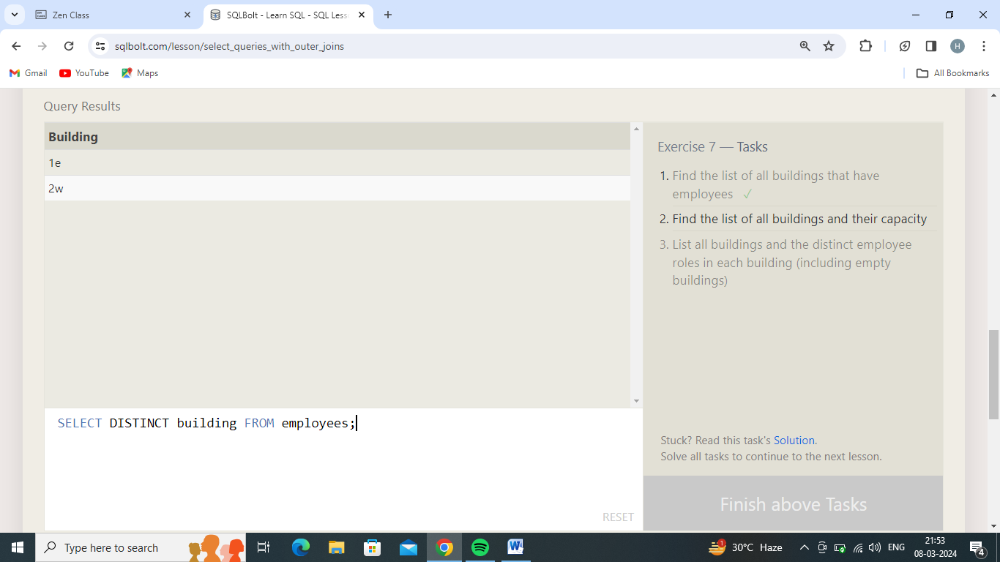 Zen Class
SQLBolt - Learn SQL - SQL Less
sqlbolt.com/lesson/select_queries_with_outer_joins
H
Gmail
YouTube
Maps
All Bookmarks
Query Results
Building
1e
2w
Exercise 7 — Tasks
1. Find the list of all buildings that have
employees ✓
2. Find the list of all buildings and their capacity
3. List all buildings and the distinct employee
roles in each building (including empty
buildings)
SELECT DISTINCT building FROM employees;
RESET
Stuck? Read this task's Solution.
Solve all tasks to continue to the next lesson.
Finish above Tasks
Type here to search
1
30°C Haze
ENG
21:53
08-03-2024
4